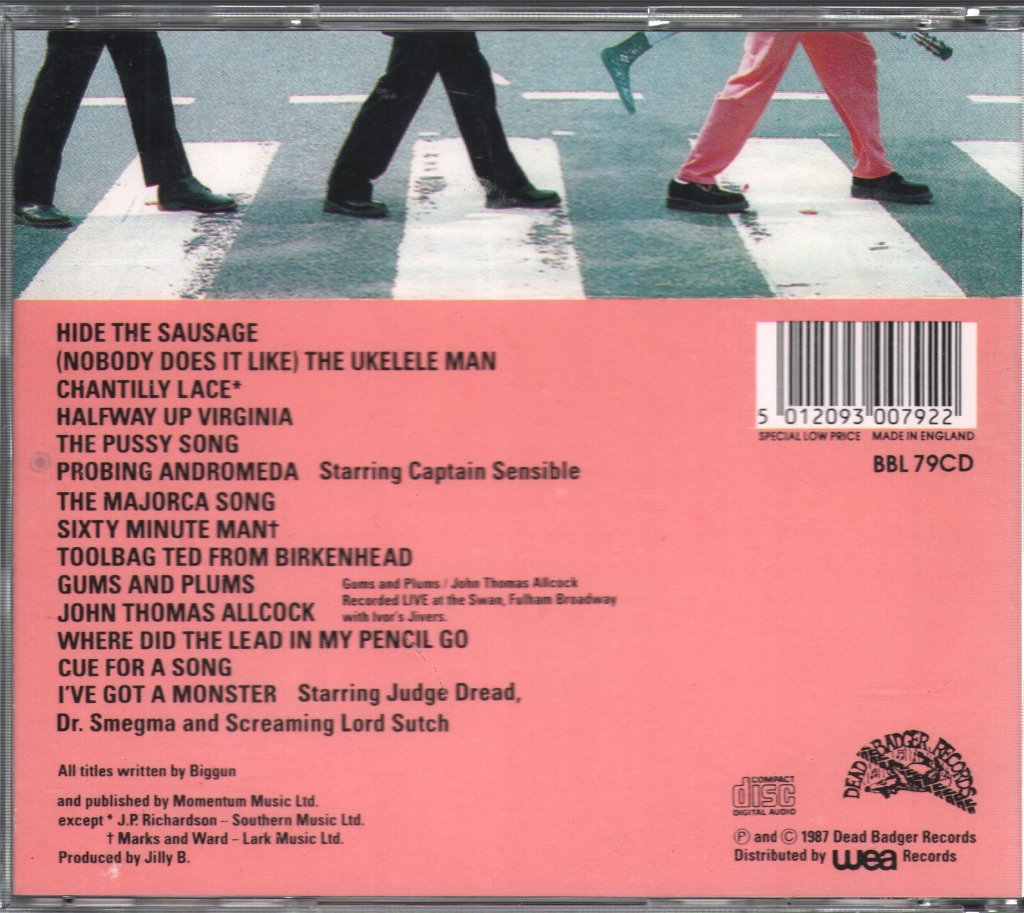 HIDE THE SAUSAGE
(NOBODY DOES IT LIKE) THE UKELELE MAN
CHANTILLY LACE*
HALFWAY UP VIRGINIA
THE PUSSY SONG
PROBING ANDROMEDA Starring Captain Sensible
THE MAJORCA SONG
SIXTY MINUTE MAN†
TOOLBAG TED FROM BIRKENHEAD
GUMS AND PLUMS
JOHN THOMAS ALLCOCK
Gums and Plums / John Thomas Allcock
Recorded LIVE at the Swan, Fulham Broadway
with Ivor's Jivers.
WHERE DID THE LEAD IN MY PENCIL GO
CUE FOR A SONG
I'VE GOT A MONSTER Starring Judge Dread,
Dr. Smegma and Screaming Lord Sutch
All titles written by Biggun
and published by Momentum Music Ltd.
except * J.P. Richardson – Southern Music Ltd.
† Marks and Ward – Lark Music Ltd.
Produced by Jilly B.
5 012093 007922
SPECIAL LOW PRICE MADE IN ENGLAND
BBL 79CD
COMPACT
disc
DIGITAL AUDIO
DEAD BADGER RECORDS
Ⓟ and Ⓒ 1987 Dead Badger Records
Distributed by wea Records